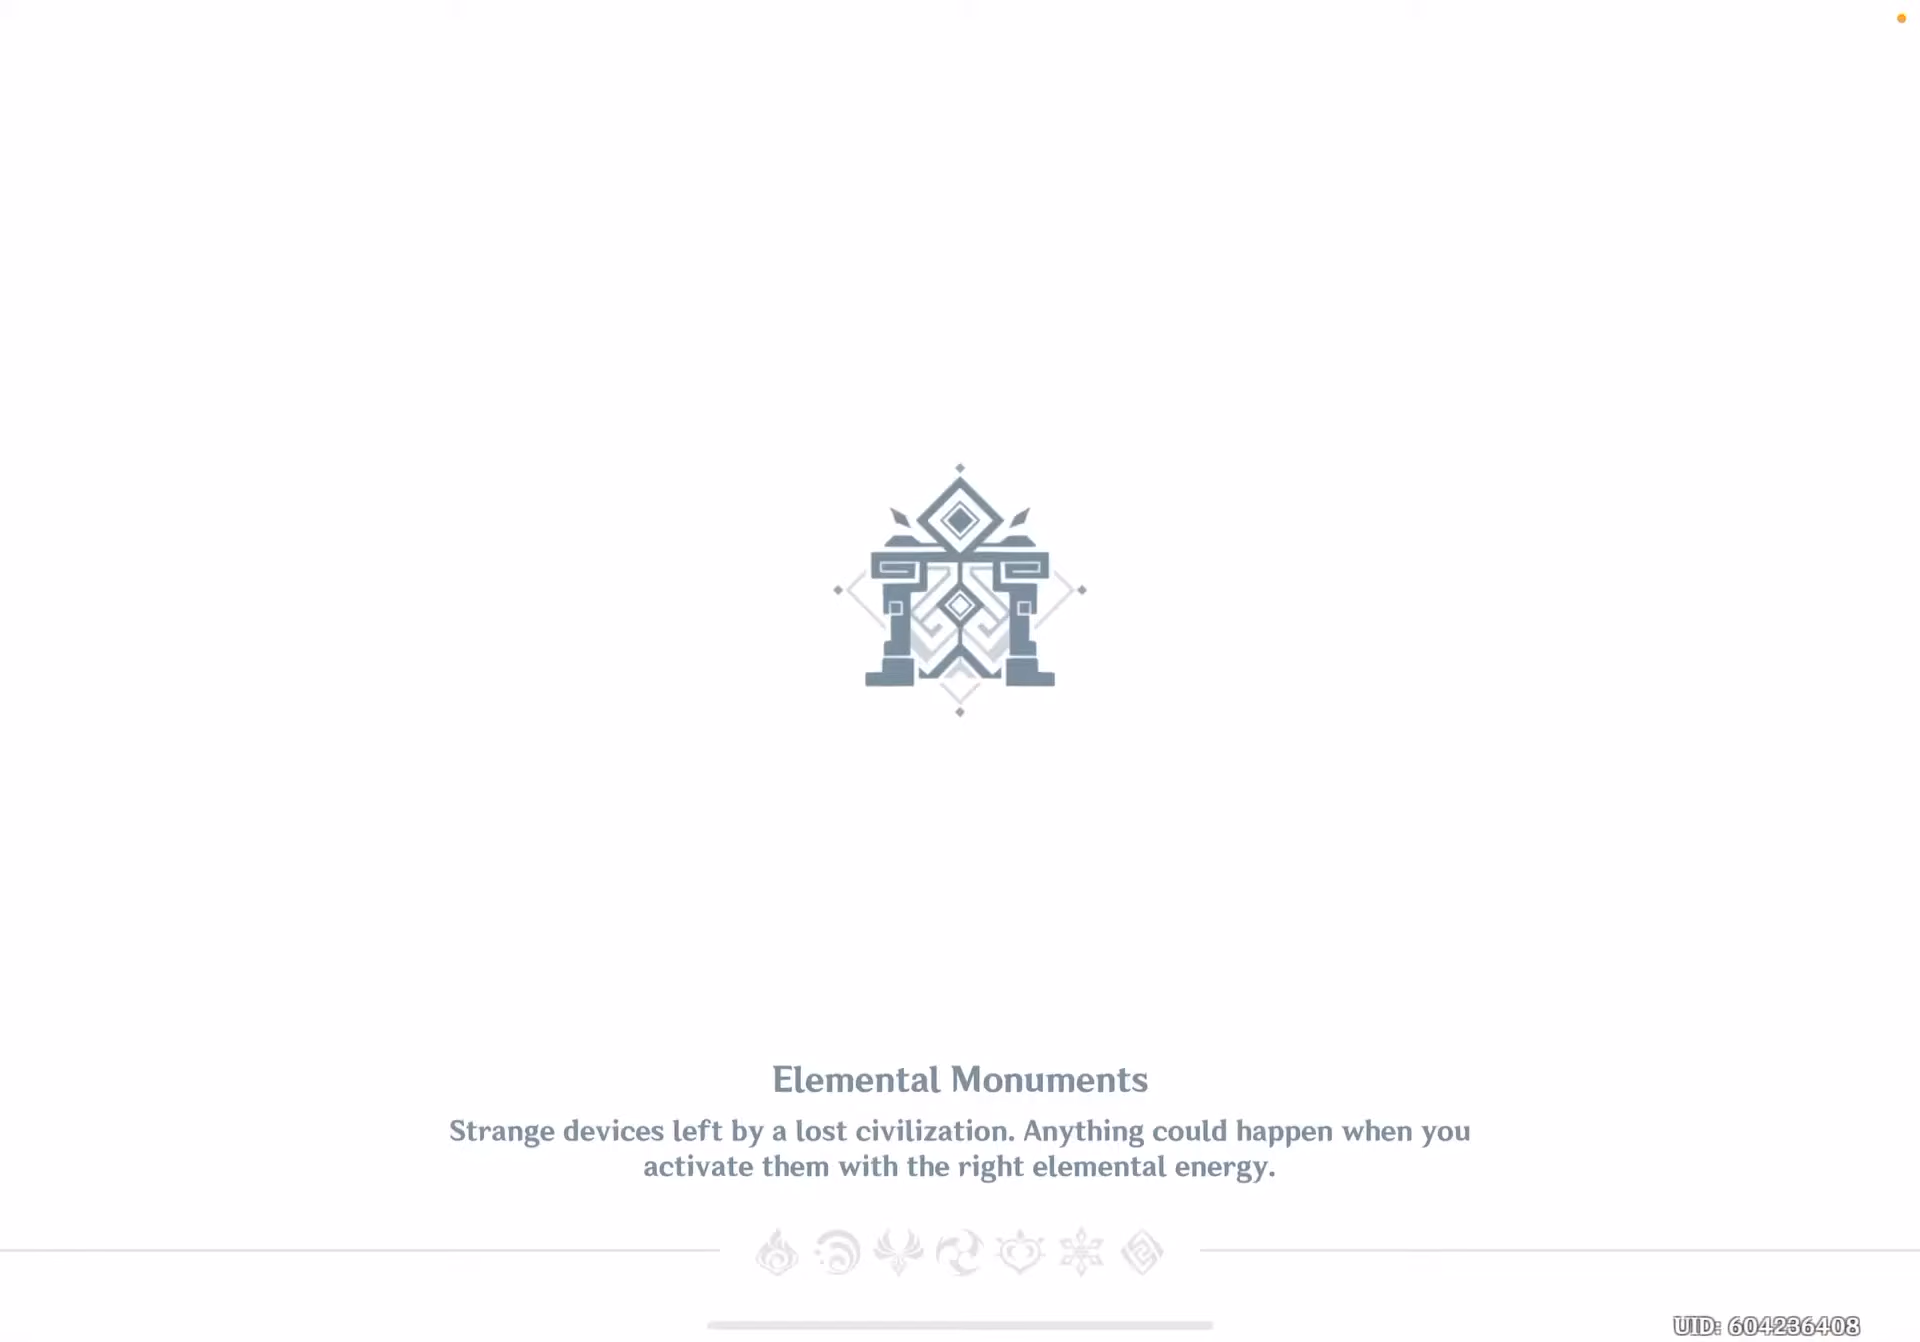 Elemental Monuments
Strange devices left by a lost civilization. Anything could happen when you
activate them with the right elemental energy.
UID: 604236408